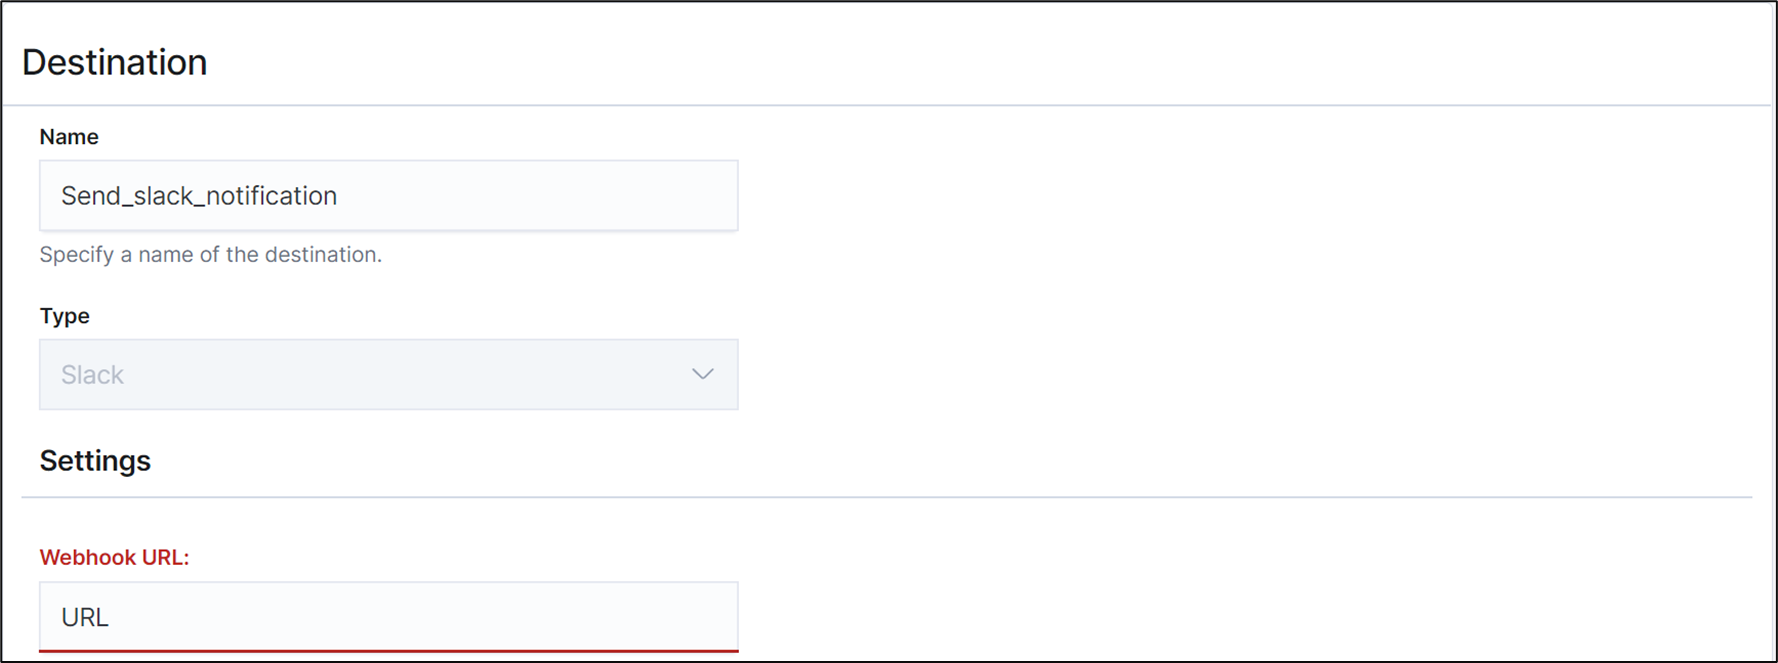 Destination
Name
Send_slack_notification
Specify a name of the destination.
Type
Slack
Settings
Webhook URL:
URL